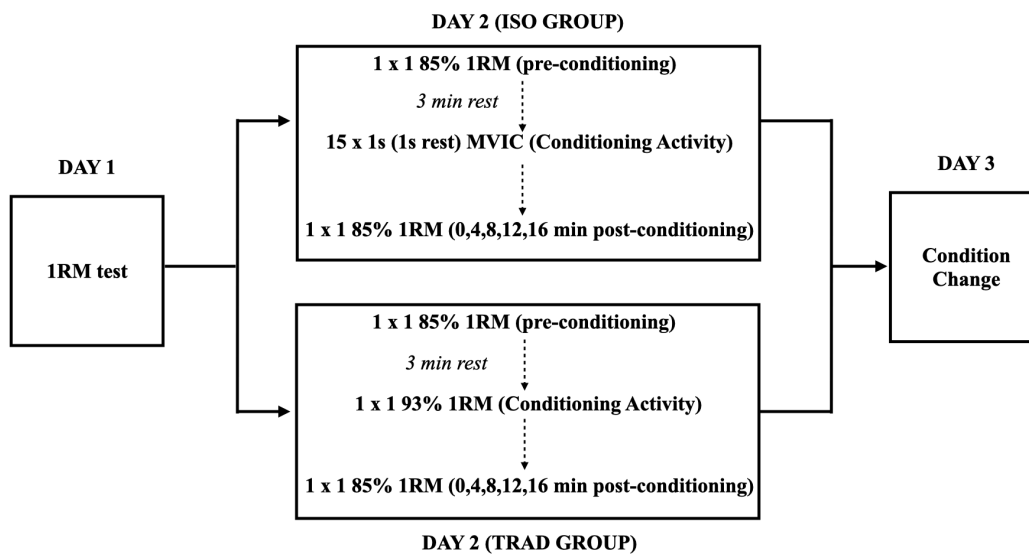 DAY 1
1RM test
DAY 2 (ISO GROUP)
1 x 1 85% 1RM (pre-conditioning)
3 min rest
15 x 1s (1s rest) MVIC (Conditioning Activity)
1 x 1 85% 1RM (0,4,8,12,16 min post-conditioning)
1 x 1 85% 1RM (pre-conditioning)
3 min rest
1 x 1 93% 1RM (Conditioning Activity)
1 x 1 85% 1RM (0,4,8,12,16 min post-conditioning)
DAY 2 (TRAD GROUP)
DAY 3
Condition
Change